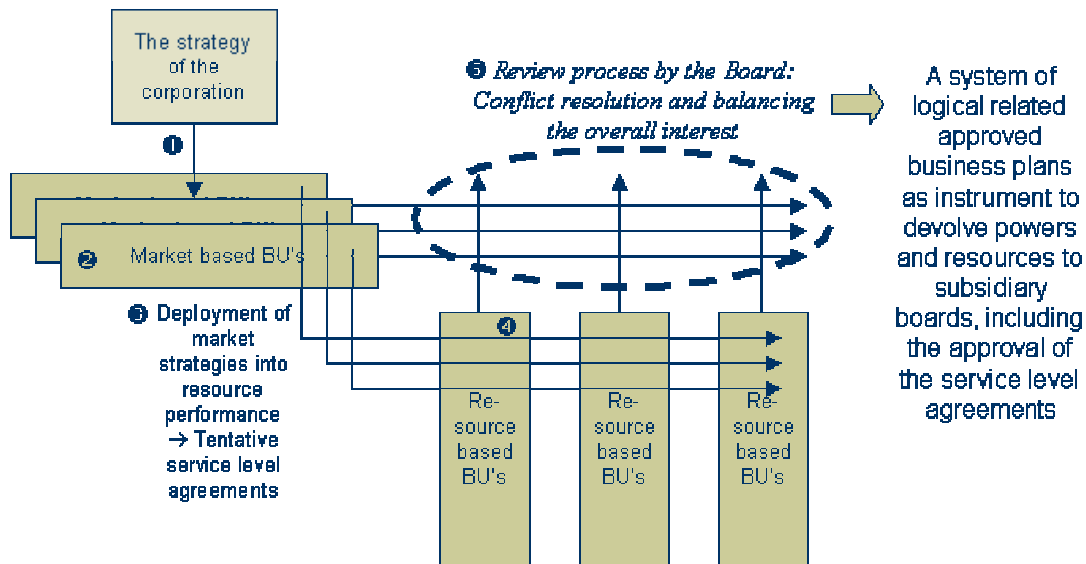 The strategy
of the
corporation
❶
❺ Review process by the Board:
Conflict resolution and balancing
the overall interest
A system of
logical related
approved
business plans
as instrument to
devolve powers
and resources to
subsidiary
boards, including
the approval of
the service level
agreements
❷ Market based BU's
❸ Deployment of
market
strategies into
resource
performance
→ Tentative
service level
agreements
❹
Re-
source
based
BU's
Re-
source
based
BU's
Re-
source
based
BU's